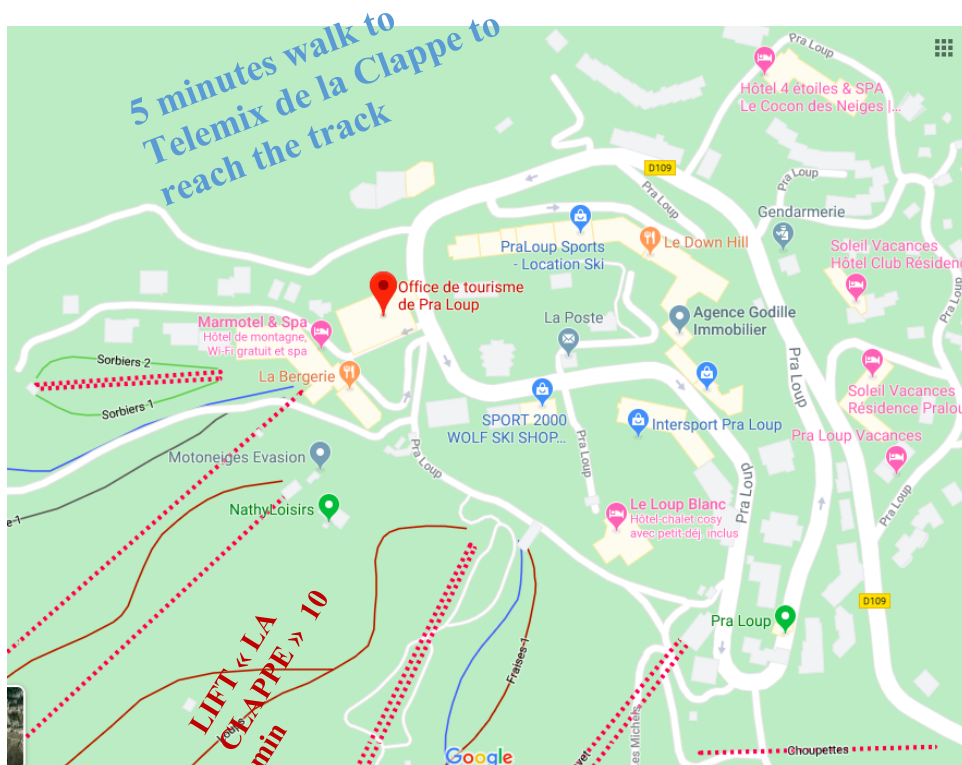 5 minutes walk to
Telemix de la Clappe to
reach the track
Pra Loup
Hôtel 4 étoiles & SPA
Le Cocon des Neiges |...
D109
Pra Loup
Pra Loup
Gendarmerie
PraLoup Sports
- Location Ski
Le Down Hill
Soleil Vacances
Hôtel Club Résidenc
Office de tourisme
de Pra Loup
Agence Godille
Immobilier
La Poste
Marmotel & Spa
Hôtel de montagne,
Wi-Fi gratuit et spa
Sorbiers 2
La Bergerie
Sorbiers 1
Pra Loup
Soleil Vacances
Résidence Pralou
SPORT 2000
WOLF SKI SHOP...
Intersport Pra Loup
Pra Loup Vacances
Motoneiges Evasion
Pra Loup
Pra Loup
Pra Loup
Pra Loup
e 1
NathyLoisirs
Le Loup Blanc
Hôtel-chalet cosy
avec petit-déj. inclus
D109
Pra Loup
LIFT « LA
CLAPPE » 10
min
Fraises-1
Les Michels
Choupettes
Google